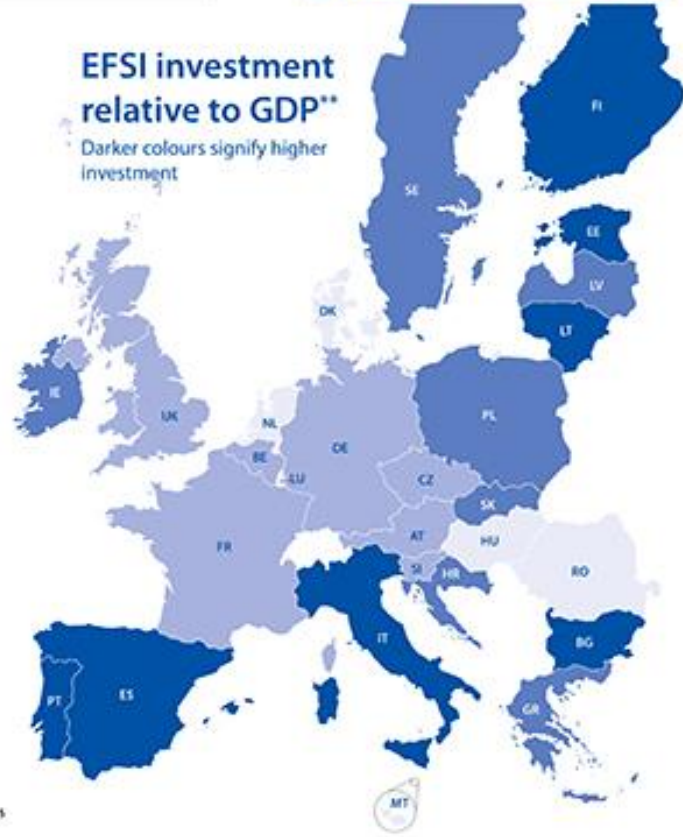 EFSI investment
relative to GDP**
Darker colours signify higher
investment
FI
SE
EE
LV
LT
DK
IE
UK
NL
PL
BE
DE
LU
CZ
SK
AT
HU
FR
SI
HR
RO
IT
BG
PT
ES
GR
MT